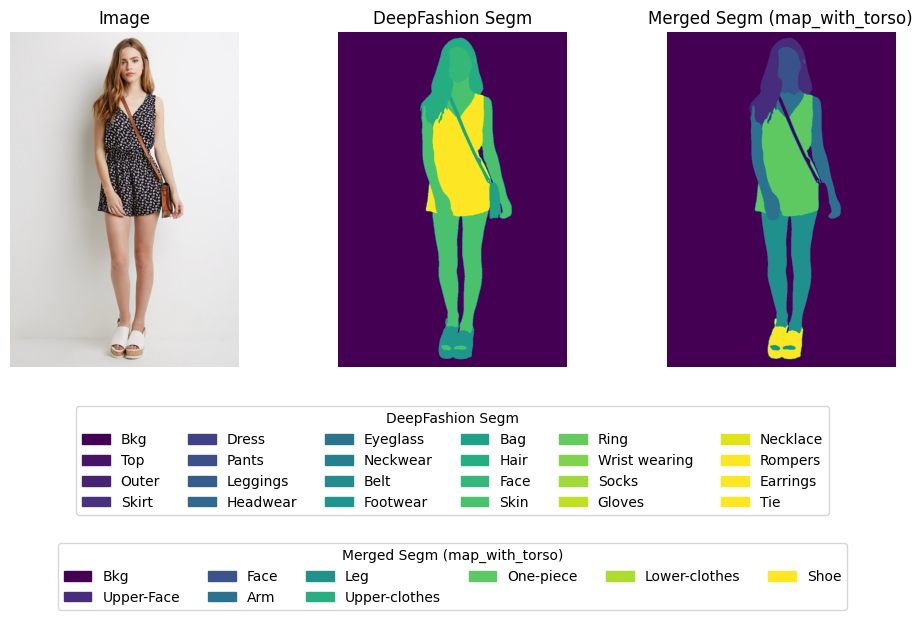 Image
DeepFashion Segm
Merged Segm (map_with_torso)
DeepFashion Segm
Bkg Dress Eyeglass Bag Ring Necklace
Top Pants Neckwear Hair Wrist wearing Rompers
Outer Leggings Belt Face Socks Earrings
Skirt Headwear Footwear Skin Gloves Tie
Merged Segm (map_with_torso)
Bkg Face Leg One-piece Lower-clothes Shoe
Upper-Face Arm Upper-clothes